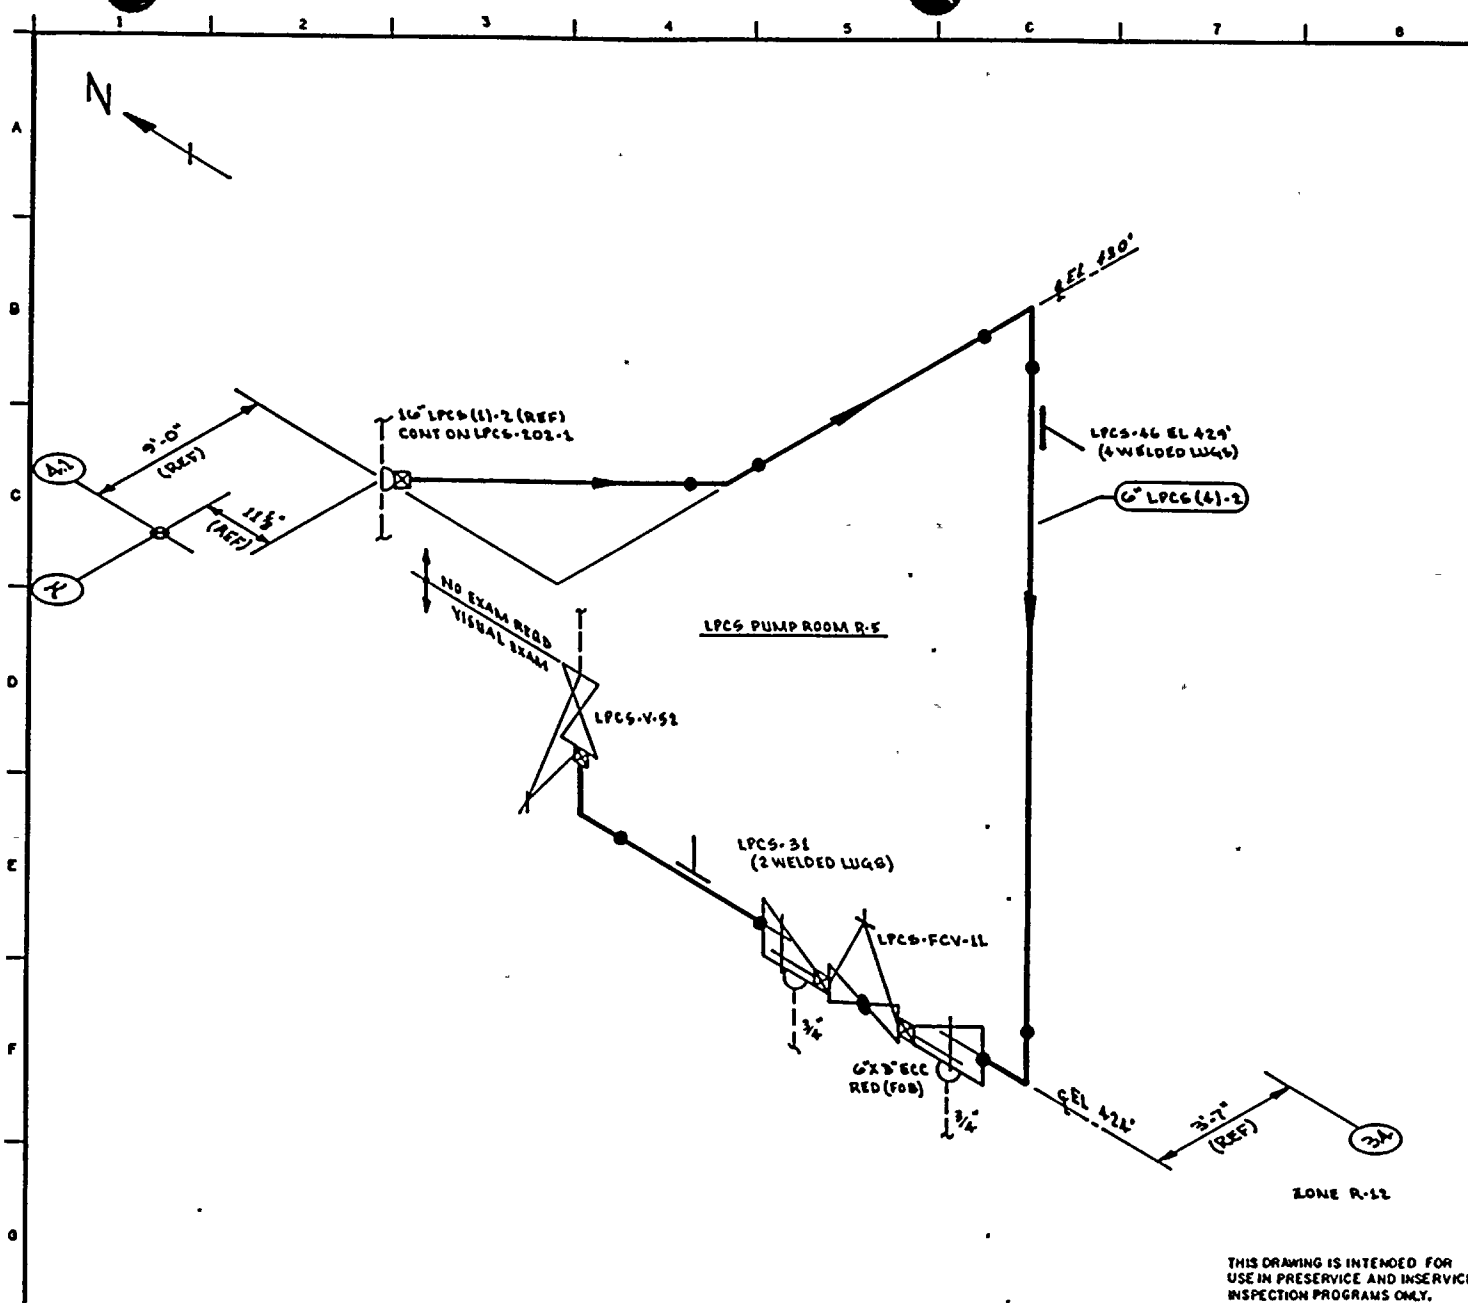 1 2 3 4 5 6 7 8
A
N
B
℄ EL 430'
16" LPCS (1)-2 (REF)
CONT ON LPCS-202-1
9'-0"
(REF)
LPCS-46 EL 429'
(4 WELDED LUGS)
C
6" LPCS (4)-2
(REF)
NO EXAM REQD
VISUAL EXAM
LPCS PUMP ROOM R-5
D
LPCS-V-52
E
LPCS-31
(2 WELDED LUGS)
LPCS-FCV-11
3/4"
F
6"X3" ECC
RED (FOB)
3/4"
℄ EL 424'
3'-7"
(REF)
ZONE R-12
G
THIS DRAWING IS INTENDED FOR
USE IN PRESERVICE AND INSERVICE
INSPECTION PROGRAMS ONLY.